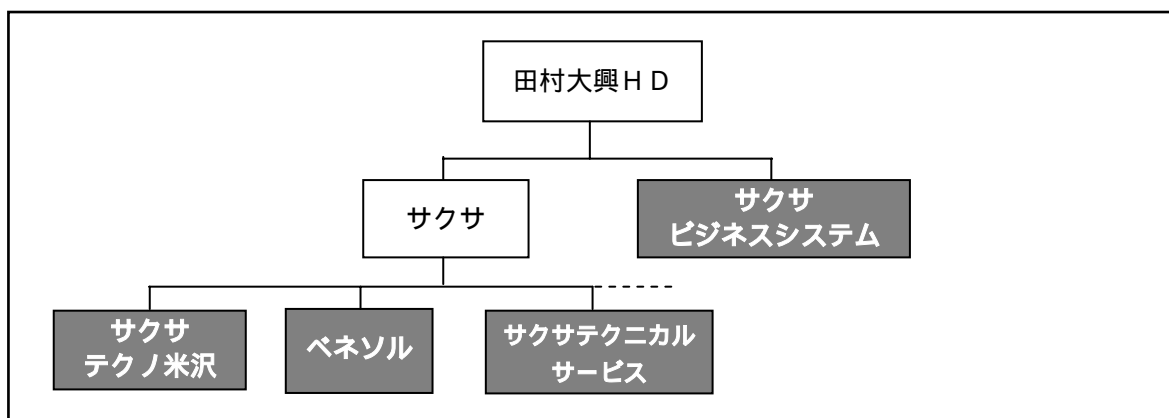 田村大興ＨＤ
サクサ
サクサ
ビジネスシステム
サクサ
テクノ米沢
ベネソル
サクサテクニカル
サービス